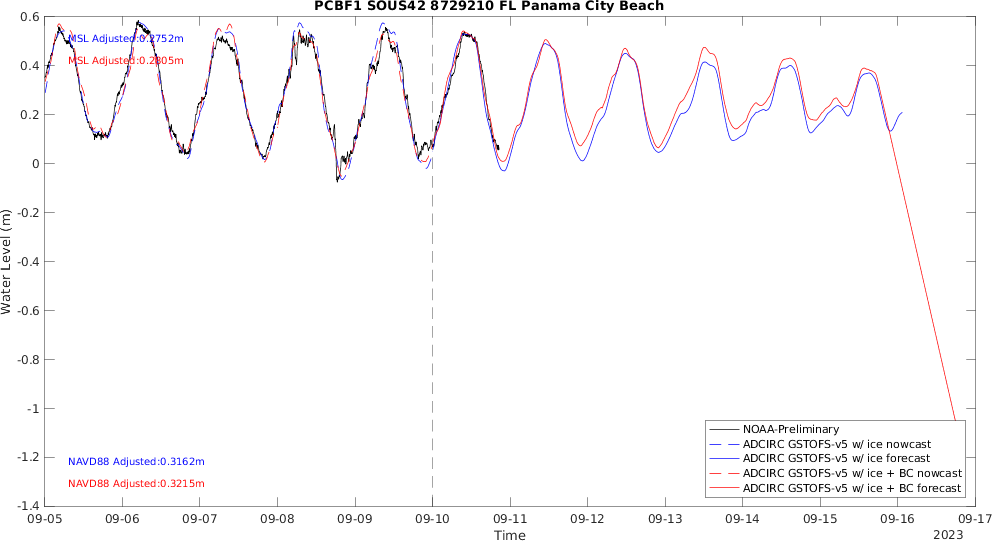 PCBF1 SOUS42 8729210 FL Panama City Beach
0.6
0.4
0.2
0
-0.2
-0.4
-0.6
-0.8
-1
-1.2
-1.4
Water Level (m)
MSL Adjusted:0.2752m
MSL Adjusted:0.2805m
NAVD88 Adjusted:0.3162m
NAVD88 Adjusted:0.3215m
NOAA-Preliminary
ADCIRC GSTOFS-v5 w/ ice nowcast
ADCIRC GSTOFS-v5 w/ ice forecast
ADCIRC GSTOFS-v5 w/ ice + BC nowcast
ADCIRC GSTOFS-v5 w/ ice + BC forecast
09-05 09-06 09-07 09-08 09-09 09-10 09-11 09-12 09-13 09-14 09-15 09-16 09-17
Time
2023